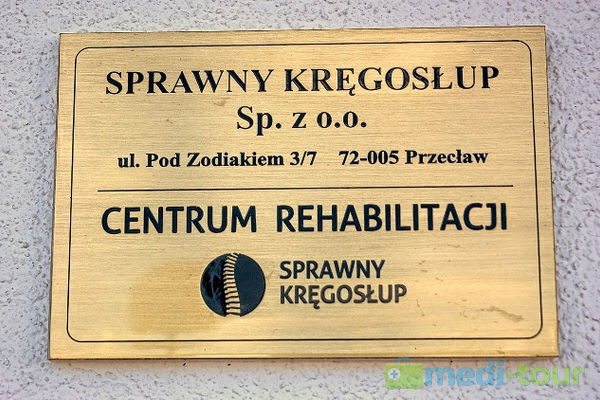 SPRAWNY KRĘGOSŁUP
Sp. z o.o.
ul. Pod Zodiakiem 3/7 72-005 Przecław
CENTRUM REHABILITACJI
SPRAWNY
KRĘGOSŁUP
medi-tour